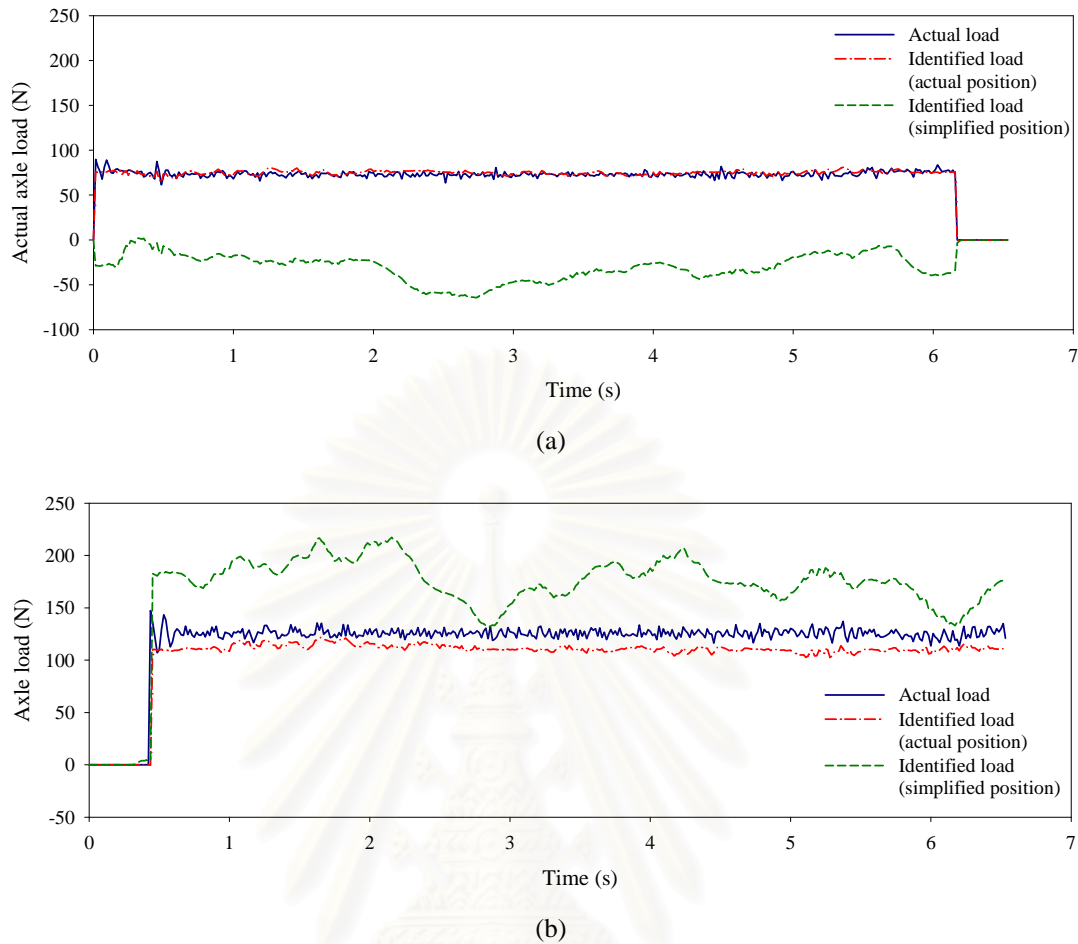 250
200
150
100
50
0
-50
-100
Actual axle load (N)
Actual load
Identified load
(actual position)
Identified load
(simplified position)
0 1 2 3 4 5 6 7
Time (s)
(a)
250
200
150
100
50
0
-50
Axle load (N)
Actual load
Identified load
(actual position)
Identified load
(simplified position)
0 1 2 3 4 5 6 7
Time (s)
(b)